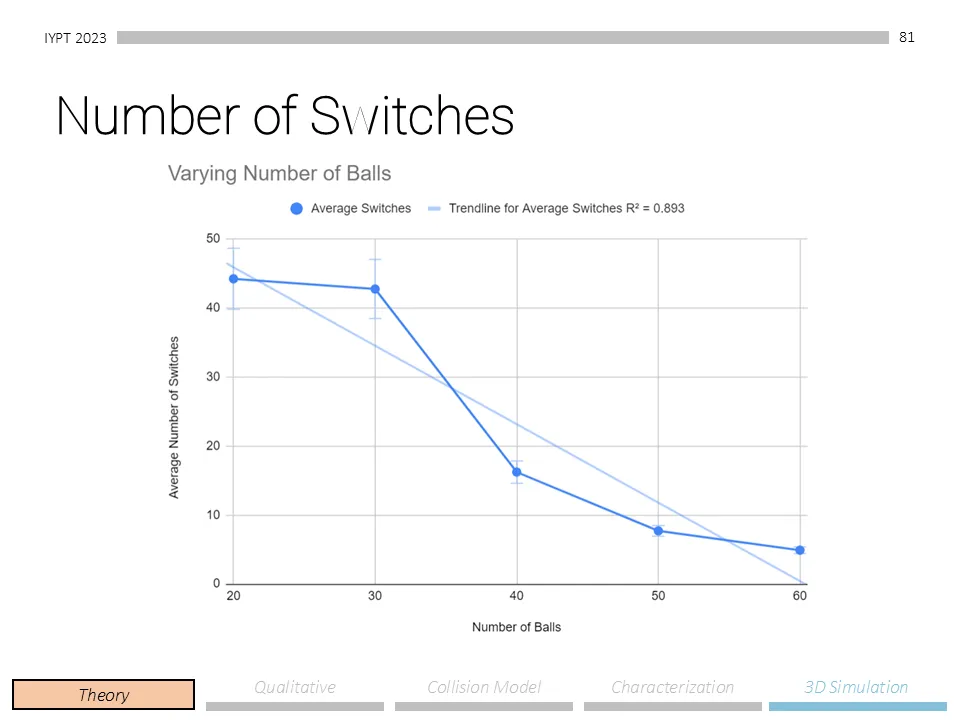 IYPT 2023
81
Number of Switches
Varying Number of Balls
Average Switches Trendline for Average Switches R² = 0.893
50
40
30
20
10
0
Average Number of Switches
20 30 40 50 60
Number of Balls
Theory Qualitative Collision Model Characterization 3D Simulation